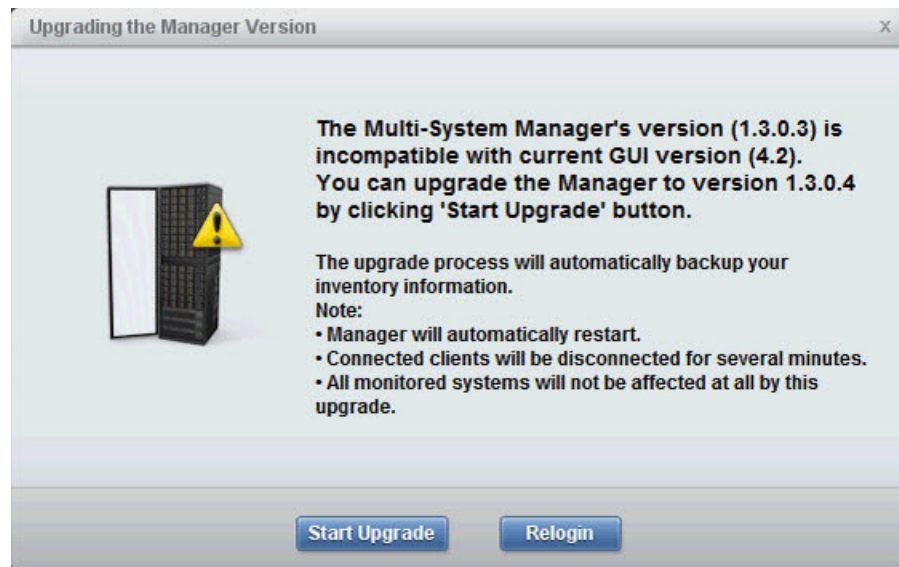 Upgrading the Manager Version
x
The Multi-System Manager's version (1.3.0.3) is
incompatible with current GUI version (4.2).
You can upgrade the Manager to version 1.3.0.4
by clicking 'Start Upgrade' button.
The upgrade process will automatically backup your
inventory information.
Note:
• Manager will automatically restart.
• Connected clients will be disconnected for several minutes.
• All monitored systems will not be affected at all by this
upgrade.
Start Upgrade
Relogin